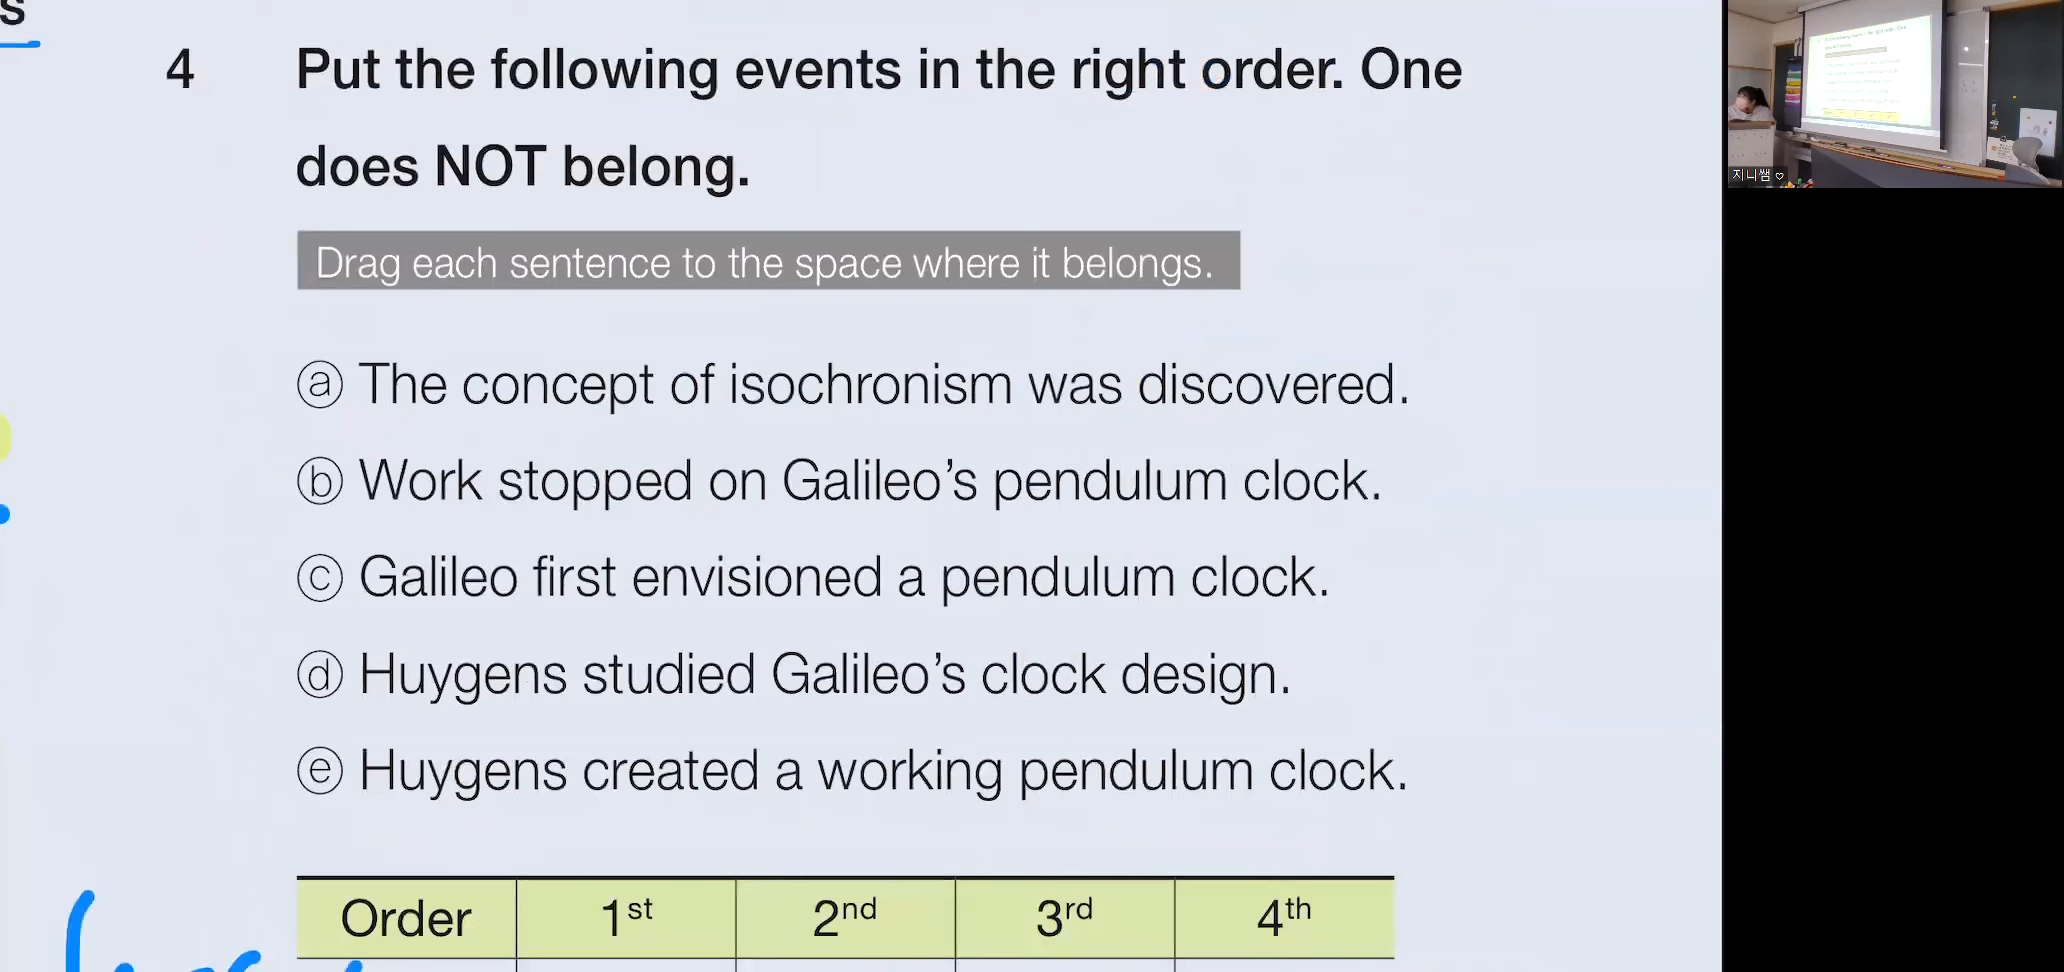 s
4 Put the following events in the right order. One
does NOT belong.
Drag each sentence to the space where it belongs.
ⓐ The concept of isochronism was discovered.
ⓑ Work stopped on Galileo’s pendulum clock.
ⓒ Galileo first envisioned a pendulum clock.
ⓓ Huygens studied Galileo’s clock design.
ⓔ Huygens created a working pendulum clock.
Order 1st 2nd 3rd 4th
지니쌤♡